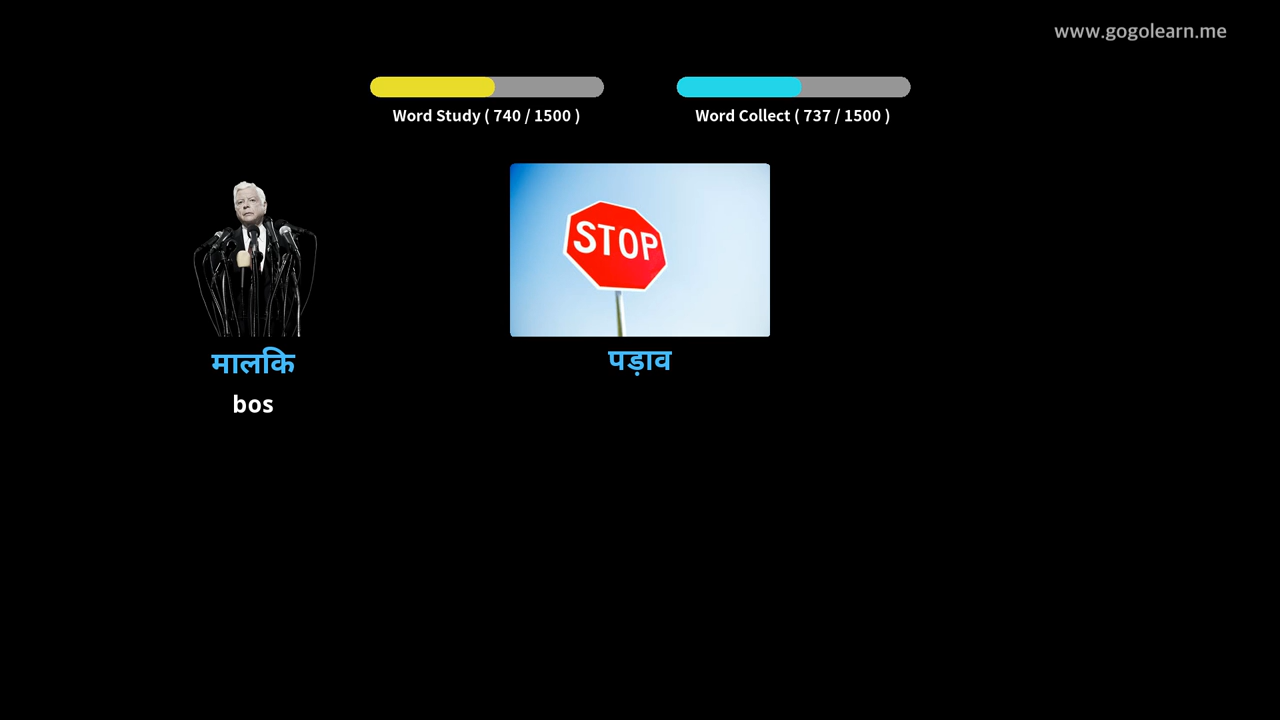 www.gogolearn.me
Word Study ( 740 / 1500 )
Word Collect ( 737 / 1500 )
STOP
मालकि
पड़ाव
bos